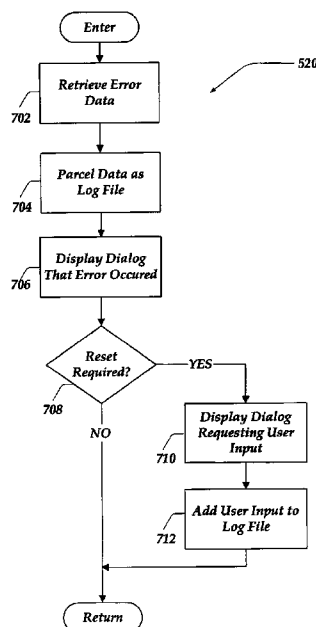 Enter
520
Retrieve Error
Data
702
Parcel Data as
Log File
704
Display Dialog
That Error Occured
706
Reset
Required?
708
YES
NO
Display Dialog
Requesting User
Input
710
Add User Input to
Log File
712
Return